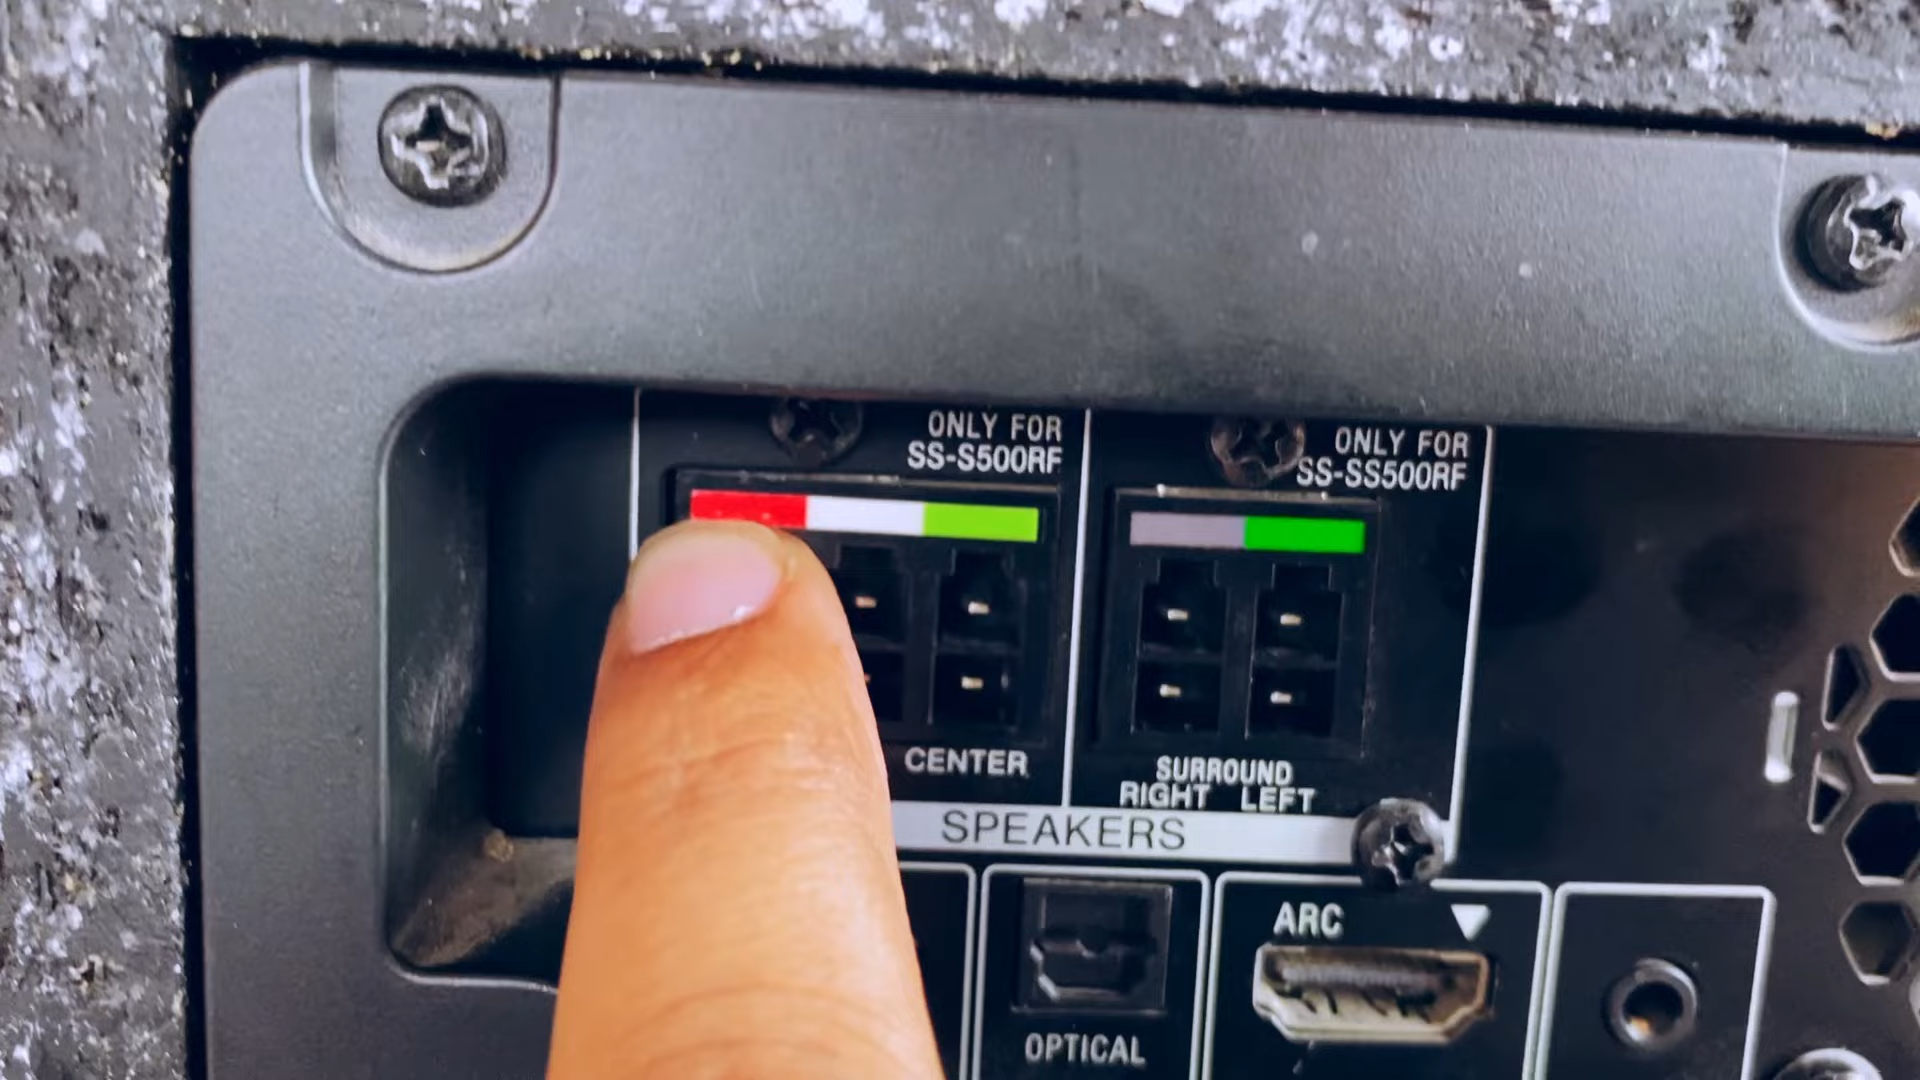 ONLY FOR
SS-S500RF
ONLY FOR
SS-SS500RF
CENTER
SURROUND
RIGHT LEFT
SPEAKERS
ARC
OPTICAL